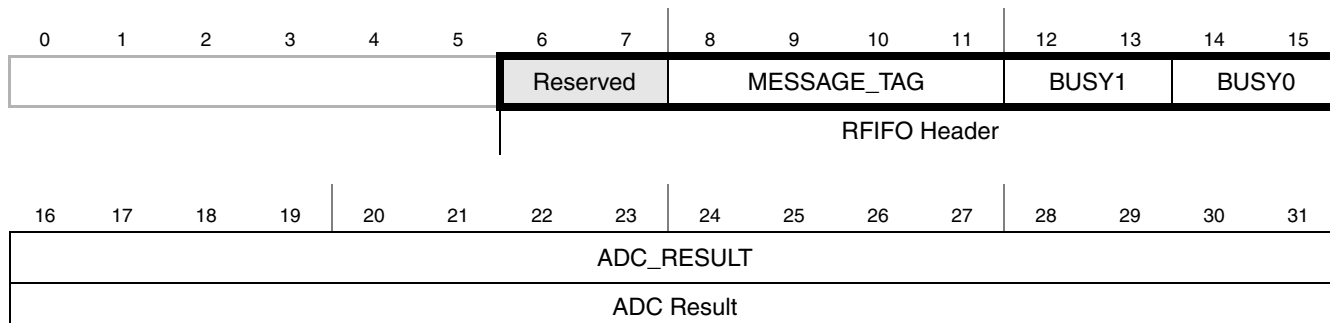 0 1 2 3 4 5 6 7 8 9 10 11 12 13 14 15
Reserved MESSAGE_TAG BUSY1 BUSY0
RFIFO Header
16 17 18 19 20 21 22 23 24 25 26 27 28 29 30 31
ADC_RESULT
ADC Result